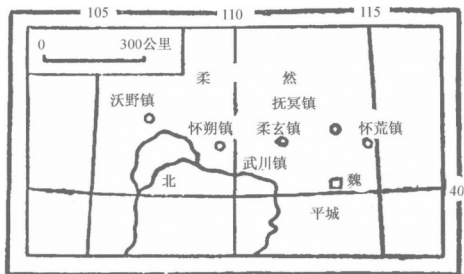 105 110 115
0 300公里
柔 然
沃野镇 抚冥镇
怀朔镇 柔玄镇 怀荒镇
武川镇
北 魏
40
平城